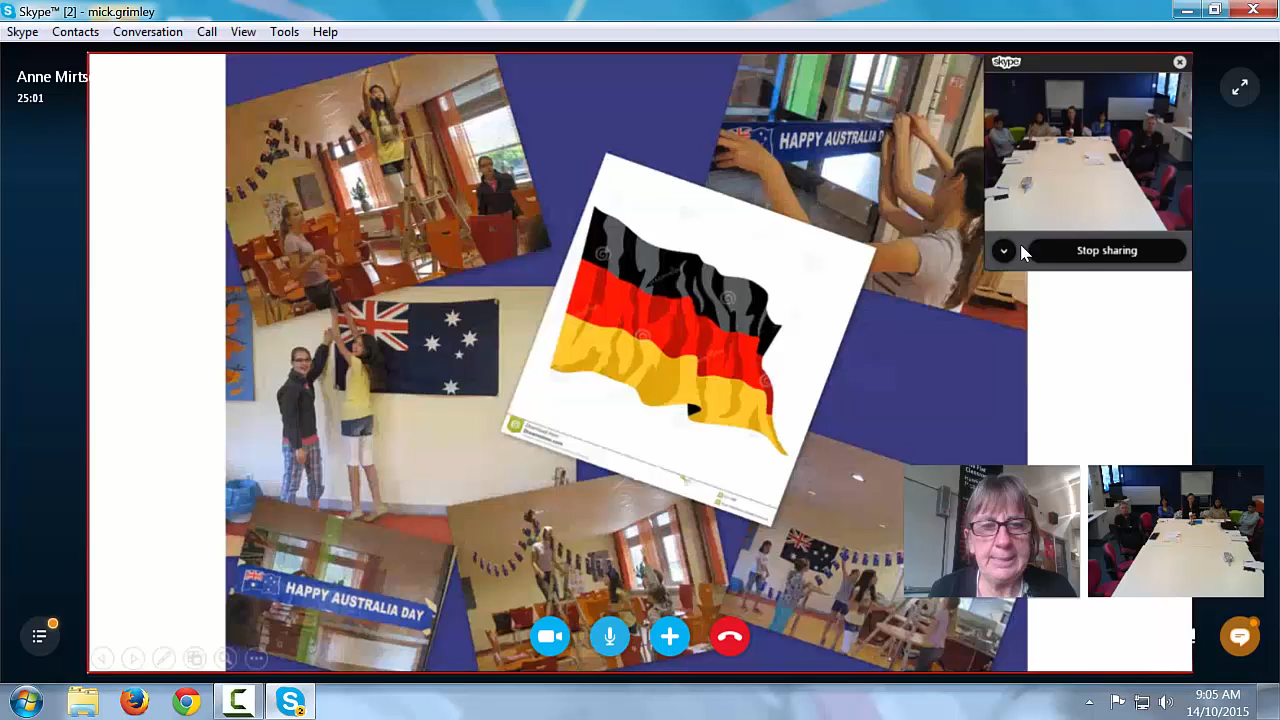 Skype™ [2] - mick.grimley
Skype Contacts Conversation Call View Tools Help
Anne Mirts
25:01
skype
HAPPY AUSTRALIA D
Stop sharing
HAPPY AUSTRALIA DAY
9:05 AM
14/10/2015
2